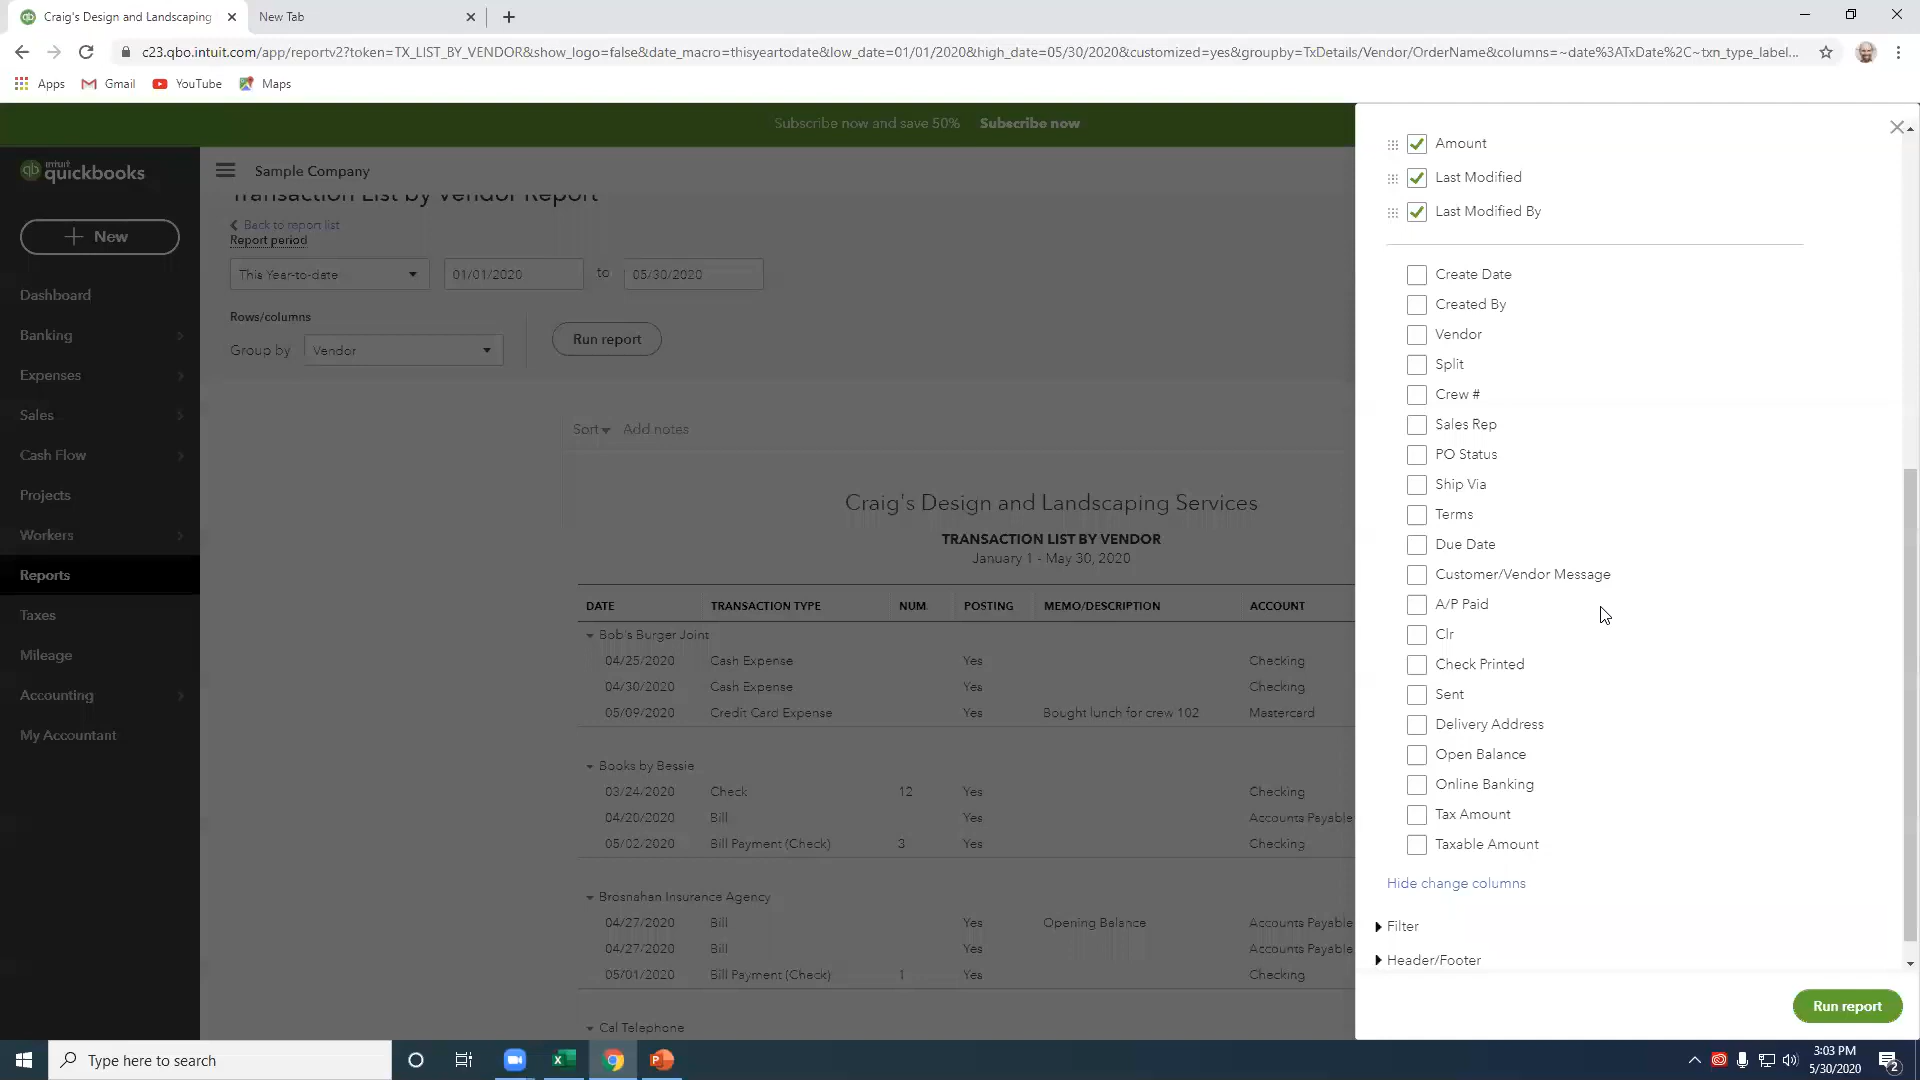 Craig's Design and Landscaping
New Tab
c23.qbo.intuit.com/app/reportv2?token=TX_LIST_BY_VENDOR&show_logo=false&date_macro=thisyeartodate&low_date=01/01/2020&high_date=05/30/2020&customized=yes&groupby=TxDetails/Vendor/OrderName&columns=~date%3ATxDate%2C~txn_type_label...
Apps Gmail YouTube Maps
Subscribe now and save 50% Subscribe now
intuit quickbooks
Sample Company
Transaction List by Vendor Report
Back to report list
Report period
This Year-to-date 01/01/2020 to 05/30/2020
Rows/columns
Group by Vendor Run report
New
Dashboard
Banking
Expenses
Sales
Cash Flow
Projects
Workers
Reports
Taxes
Mileage
Accounting
My Accountant
Sort Add notes
Craig's Design and Landscaping Services
TRANSACTION LIST BY VENDOR
January 1 - May 30, 2020
DATE TRANSACTION TYPE NUM POSTING MEMO/DESCRIPTION ACCOUNT
Bob's Burger Joint
04/25/2020 Cash Expense Yes Checking
04/30/2020 Cash Expense Yes Checking
05/09/2020 Credit Card Expense Yes Bought lunch for crew 102 Mastercard
Books by Bessie
03/24/2020 Check 12 Yes Checking
04/20/2020 Bill Yes Accounts Payable
05/02/2020 Bill Payment (Check) 3 Yes Checking
Brosnahan Insurance Agency
04/27/2020 Bill Yes Opening Balance Accounts Payable
04/27/2020 Bill Yes Accounts Payable
05/01/2020 Bill Payment (Check) 1 Yes Checking
Cal Telephone
Amount
Last Modified
Last Modified By
Create Date
Created By
Vendor
Split
Crew #
Sales Rep
PO Status
Ship Via
Terms
Due Date
Customer/Vendor Message
A/P Paid
Clr
Check Printed
Sent
Delivery Address
Open Balance
Online Banking
Tax Amount
Taxable Amount
Hide change columns
Filter
Header/Footer
Run report
Type here to search
3:03 PM
5/30/2020
2